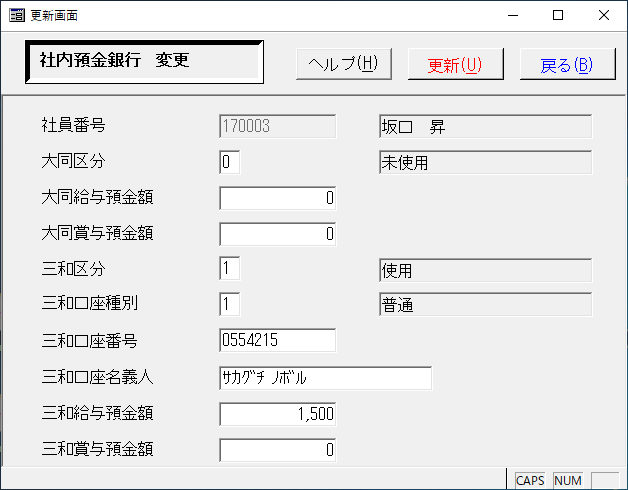 更新画面
社内預金銀行　変更
ヘルプ(H)
更新(U)
戻る(B)
社員番号 170003 坂口　昇
大同区分 0 未使用
大同給与預金額 0
大同賞与預金額 0
三和区分 1 使用
三和口座種別 1 普通
三和口座番号 0554215
三和口座名義人 ｻｶｸﾞﾁ ﾉﾎﾞﾙ
三和給与預金額 1,500
三和賞与預金額 0
CAPS NUM